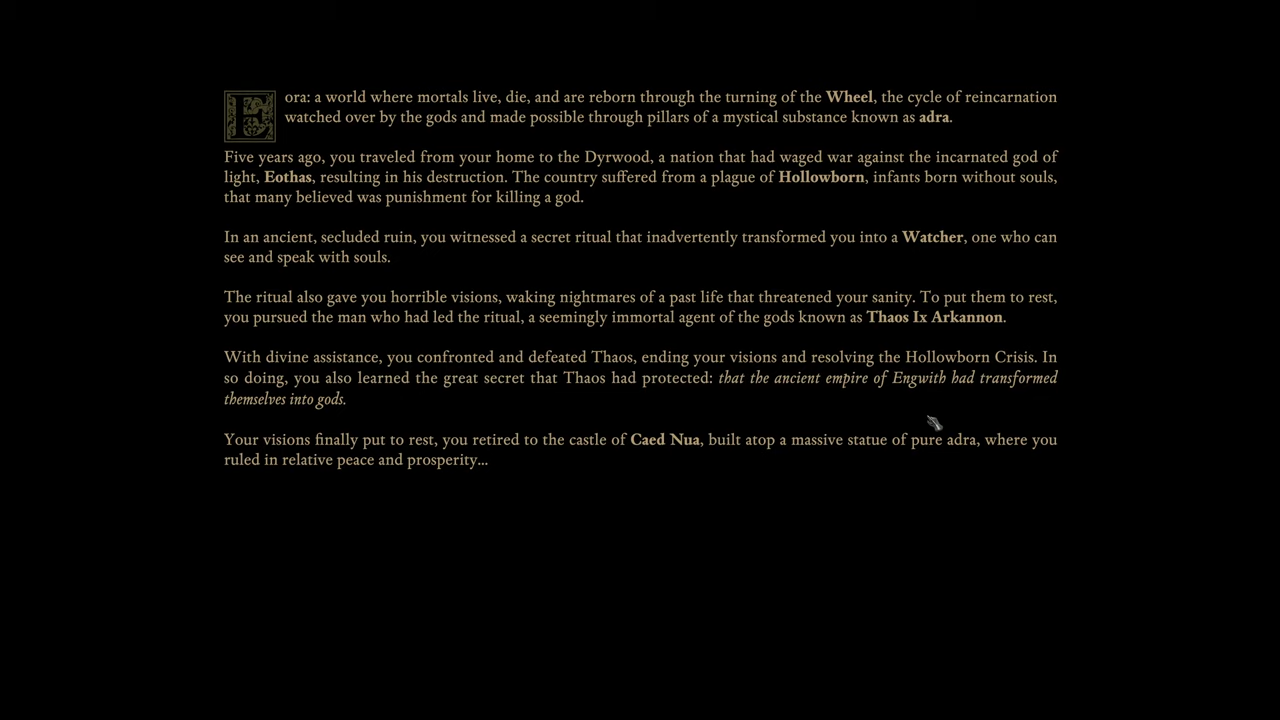 Eora: a world where mortals live, die, and are reborn through the turning of the Wheel, the cycle of reincarnation
watched over by the gods and made possible through pillars of a mystical substance known as adra.
Five years ago, you traveled from your home to the Dyrwood, a nation that had waged war against the incarnated god of
light, Eothas, resulting in his destruction. The country suffered from a plague of Hollowborn, infants born without souls,
that many believed was punishment for killing a god.
In an ancient, secluded ruin, you witnessed a secret ritual that inadvertently transformed you into a Watcher, one who can
see and speak with souls.
The ritual also gave you horrible visions, waking nightmares of a past life that threatened your sanity. To put them to rest,
you pursued the man who had led the ritual, a seemingly immortal agent of the gods known as Thaos Ix Arkannon.
With divine assistance, you confronted and defeated Thaos, ending your visions and resolving the Hollowborn Crisis. In
so doing, you also learned the great secret that Thaos had protected: that the ancient empire of Engwith had transformed
themselves into gods.
Your visions finally put to rest, you retired to the castle of Caed Nua, built atop a massive statue of pure adra, where you
ruled in relative peace and prosperity...